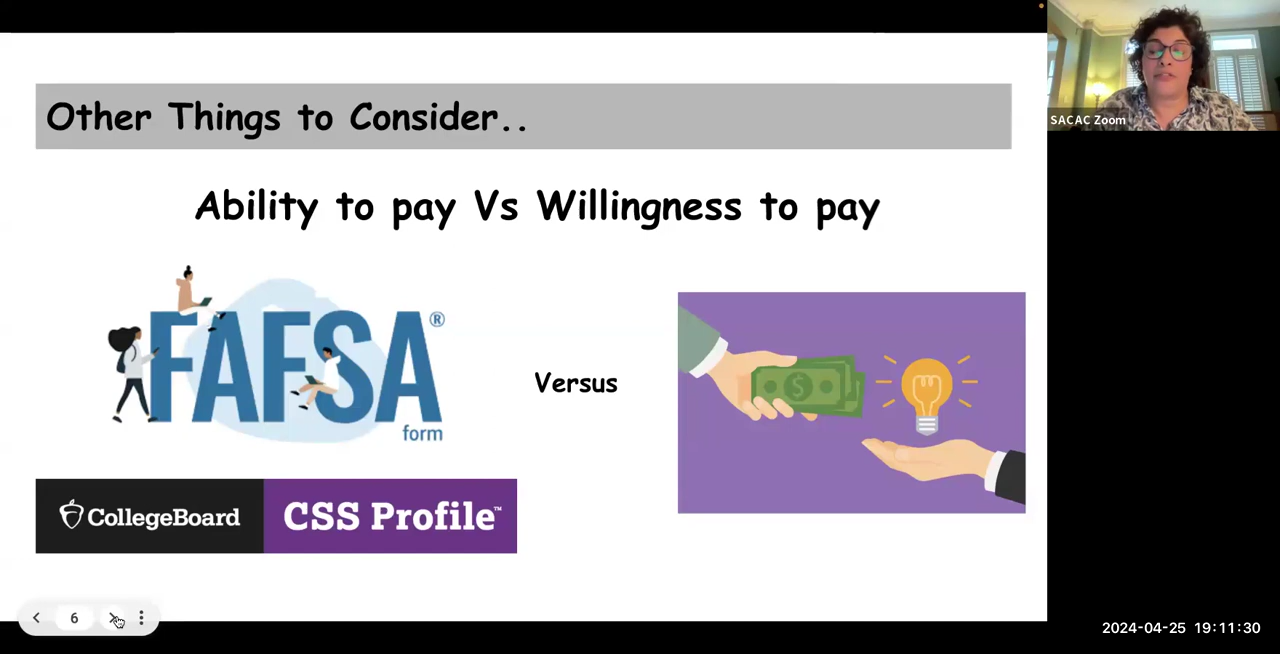 Other Things to Consider..
SACAC Zoom
Ability to pay Vs Willingness to pay
FAFSA®
form
Versus
$
CollegeBoard
CSS Profile™
6
2024-04-25 19:11:30